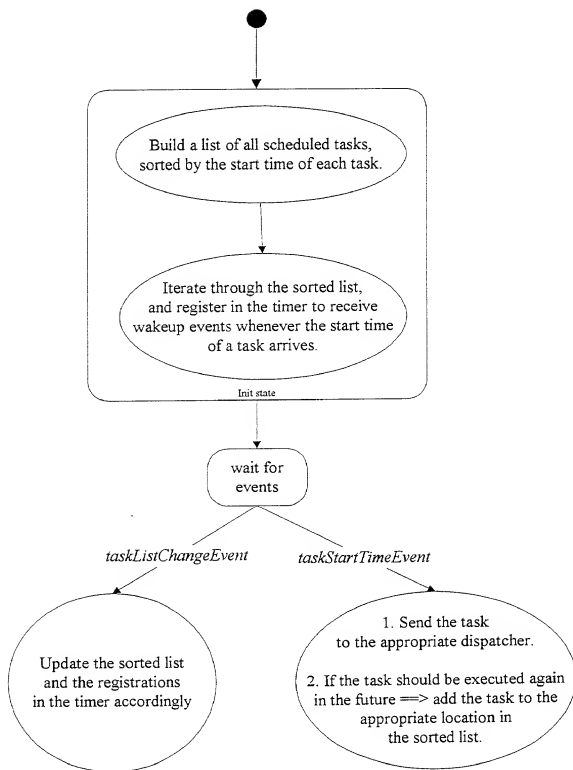 Build a list of all scheduled tasks,
sorted by the start time of each task.
Iterate through the sorted list,
and register in the timer to receive
wakeup events whenever the start time
of a task arrives.
Init state
wait for
events
taskListChangeEvent
taskStartTimeEvent
Update the sorted list
and the registrations
in the timer accordingly
1. Send the task
to the appropriate dispatcher.
2. If the task should be executed again
in the future ==> add the task to the
appropriate location in
the sorted list.